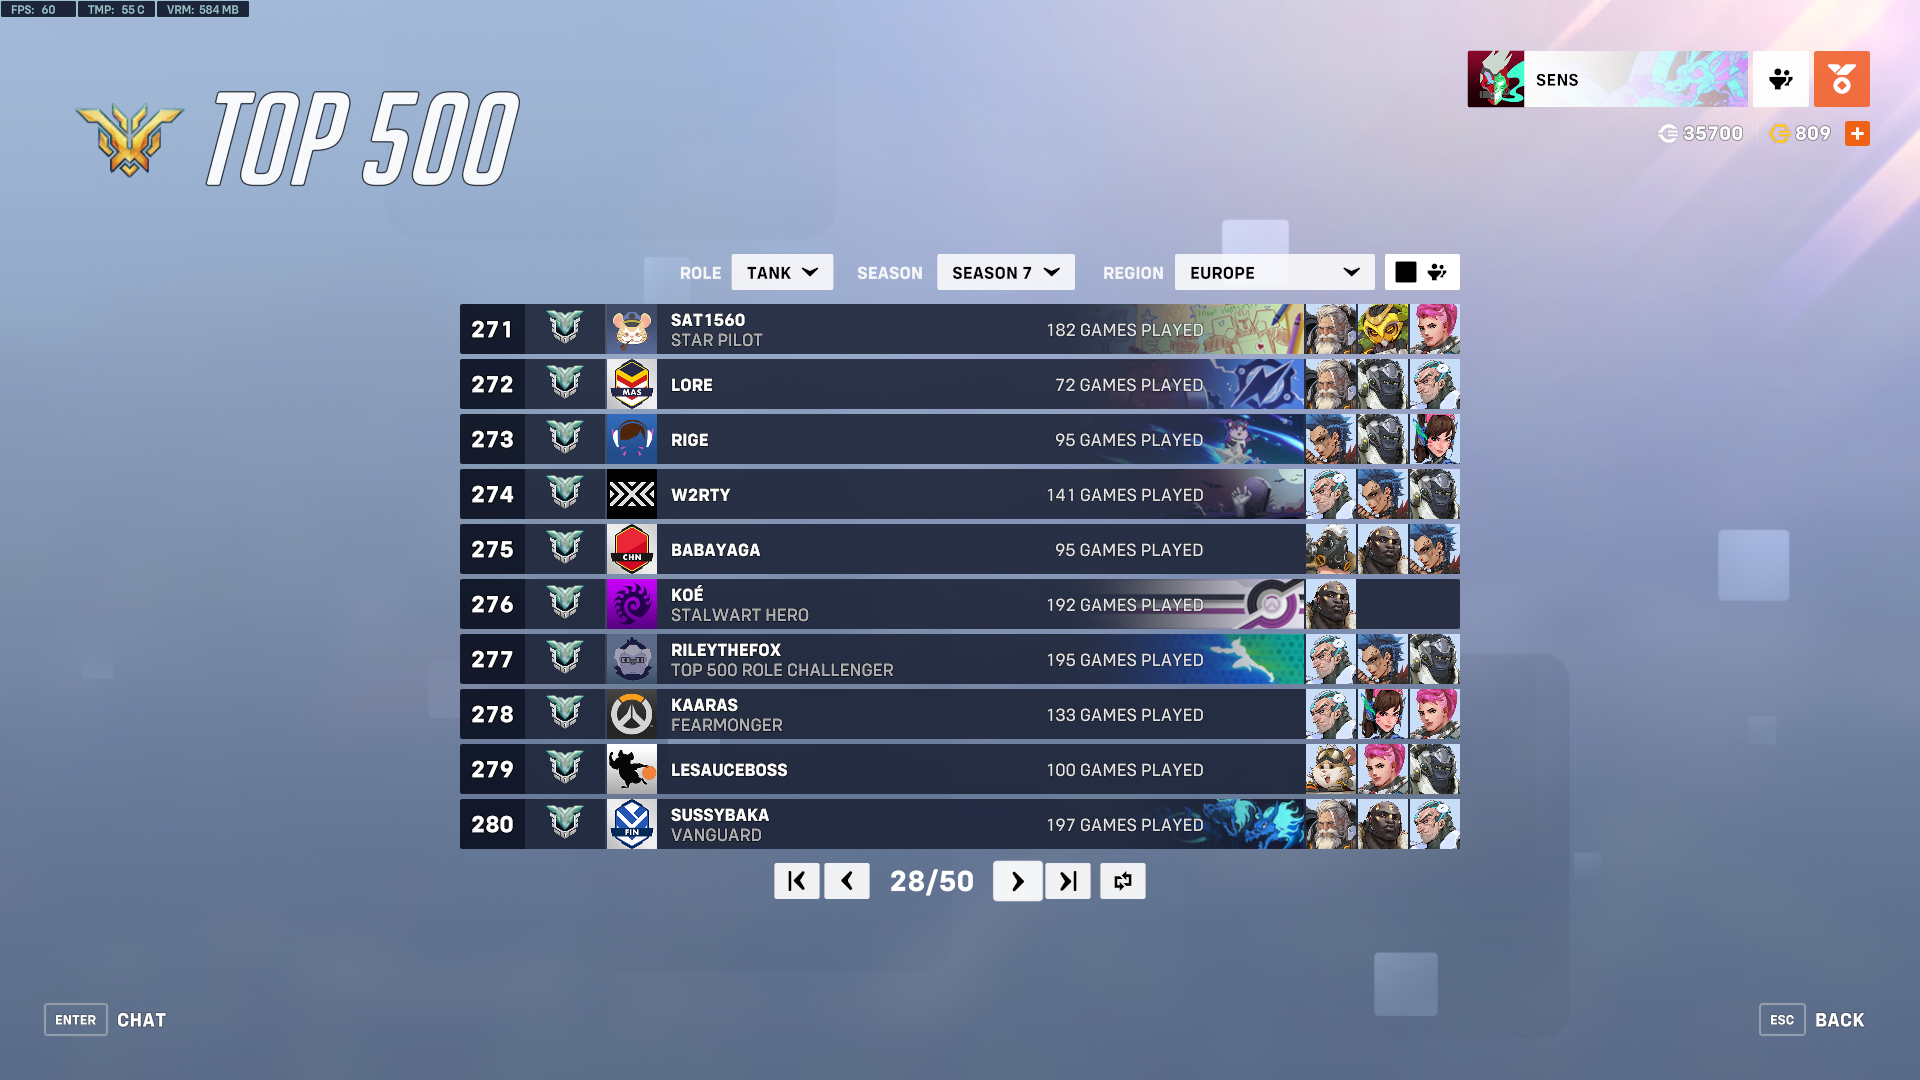 FPS: 60 TMP: 55 C VRM: 584 MB
TOP 500
SENS
35700 809
ROLE TANK SEASON SEASON 7 REGION EUROPE
271 SAT1560 182 GAMES PLAYED
STAR PILOT
272 MAS LORE 72 GAMES PLAYED
273 RIGE 95 GAMES PLAYED
274 W2RTY 141 GAMES PLAYED
275 CHN BABAYAGA 95 GAMES PLAYED
276 KOÉ 192 GAMES PLAYED
STALWART HERO
277 RILEYTHEFOX 195 GAMES PLAYED
TOP 500 ROLE CHALLENGER
278 KAARAS 133 GAMES PLAYED
FEARMONGER
279 LESAUCEBOSS 100 GAMES PLAYED
280 FIN SUSSYBAKA 197 GAMES PLAYED
VANGUARD
28/50
ENTER CHAT
ESC BACK